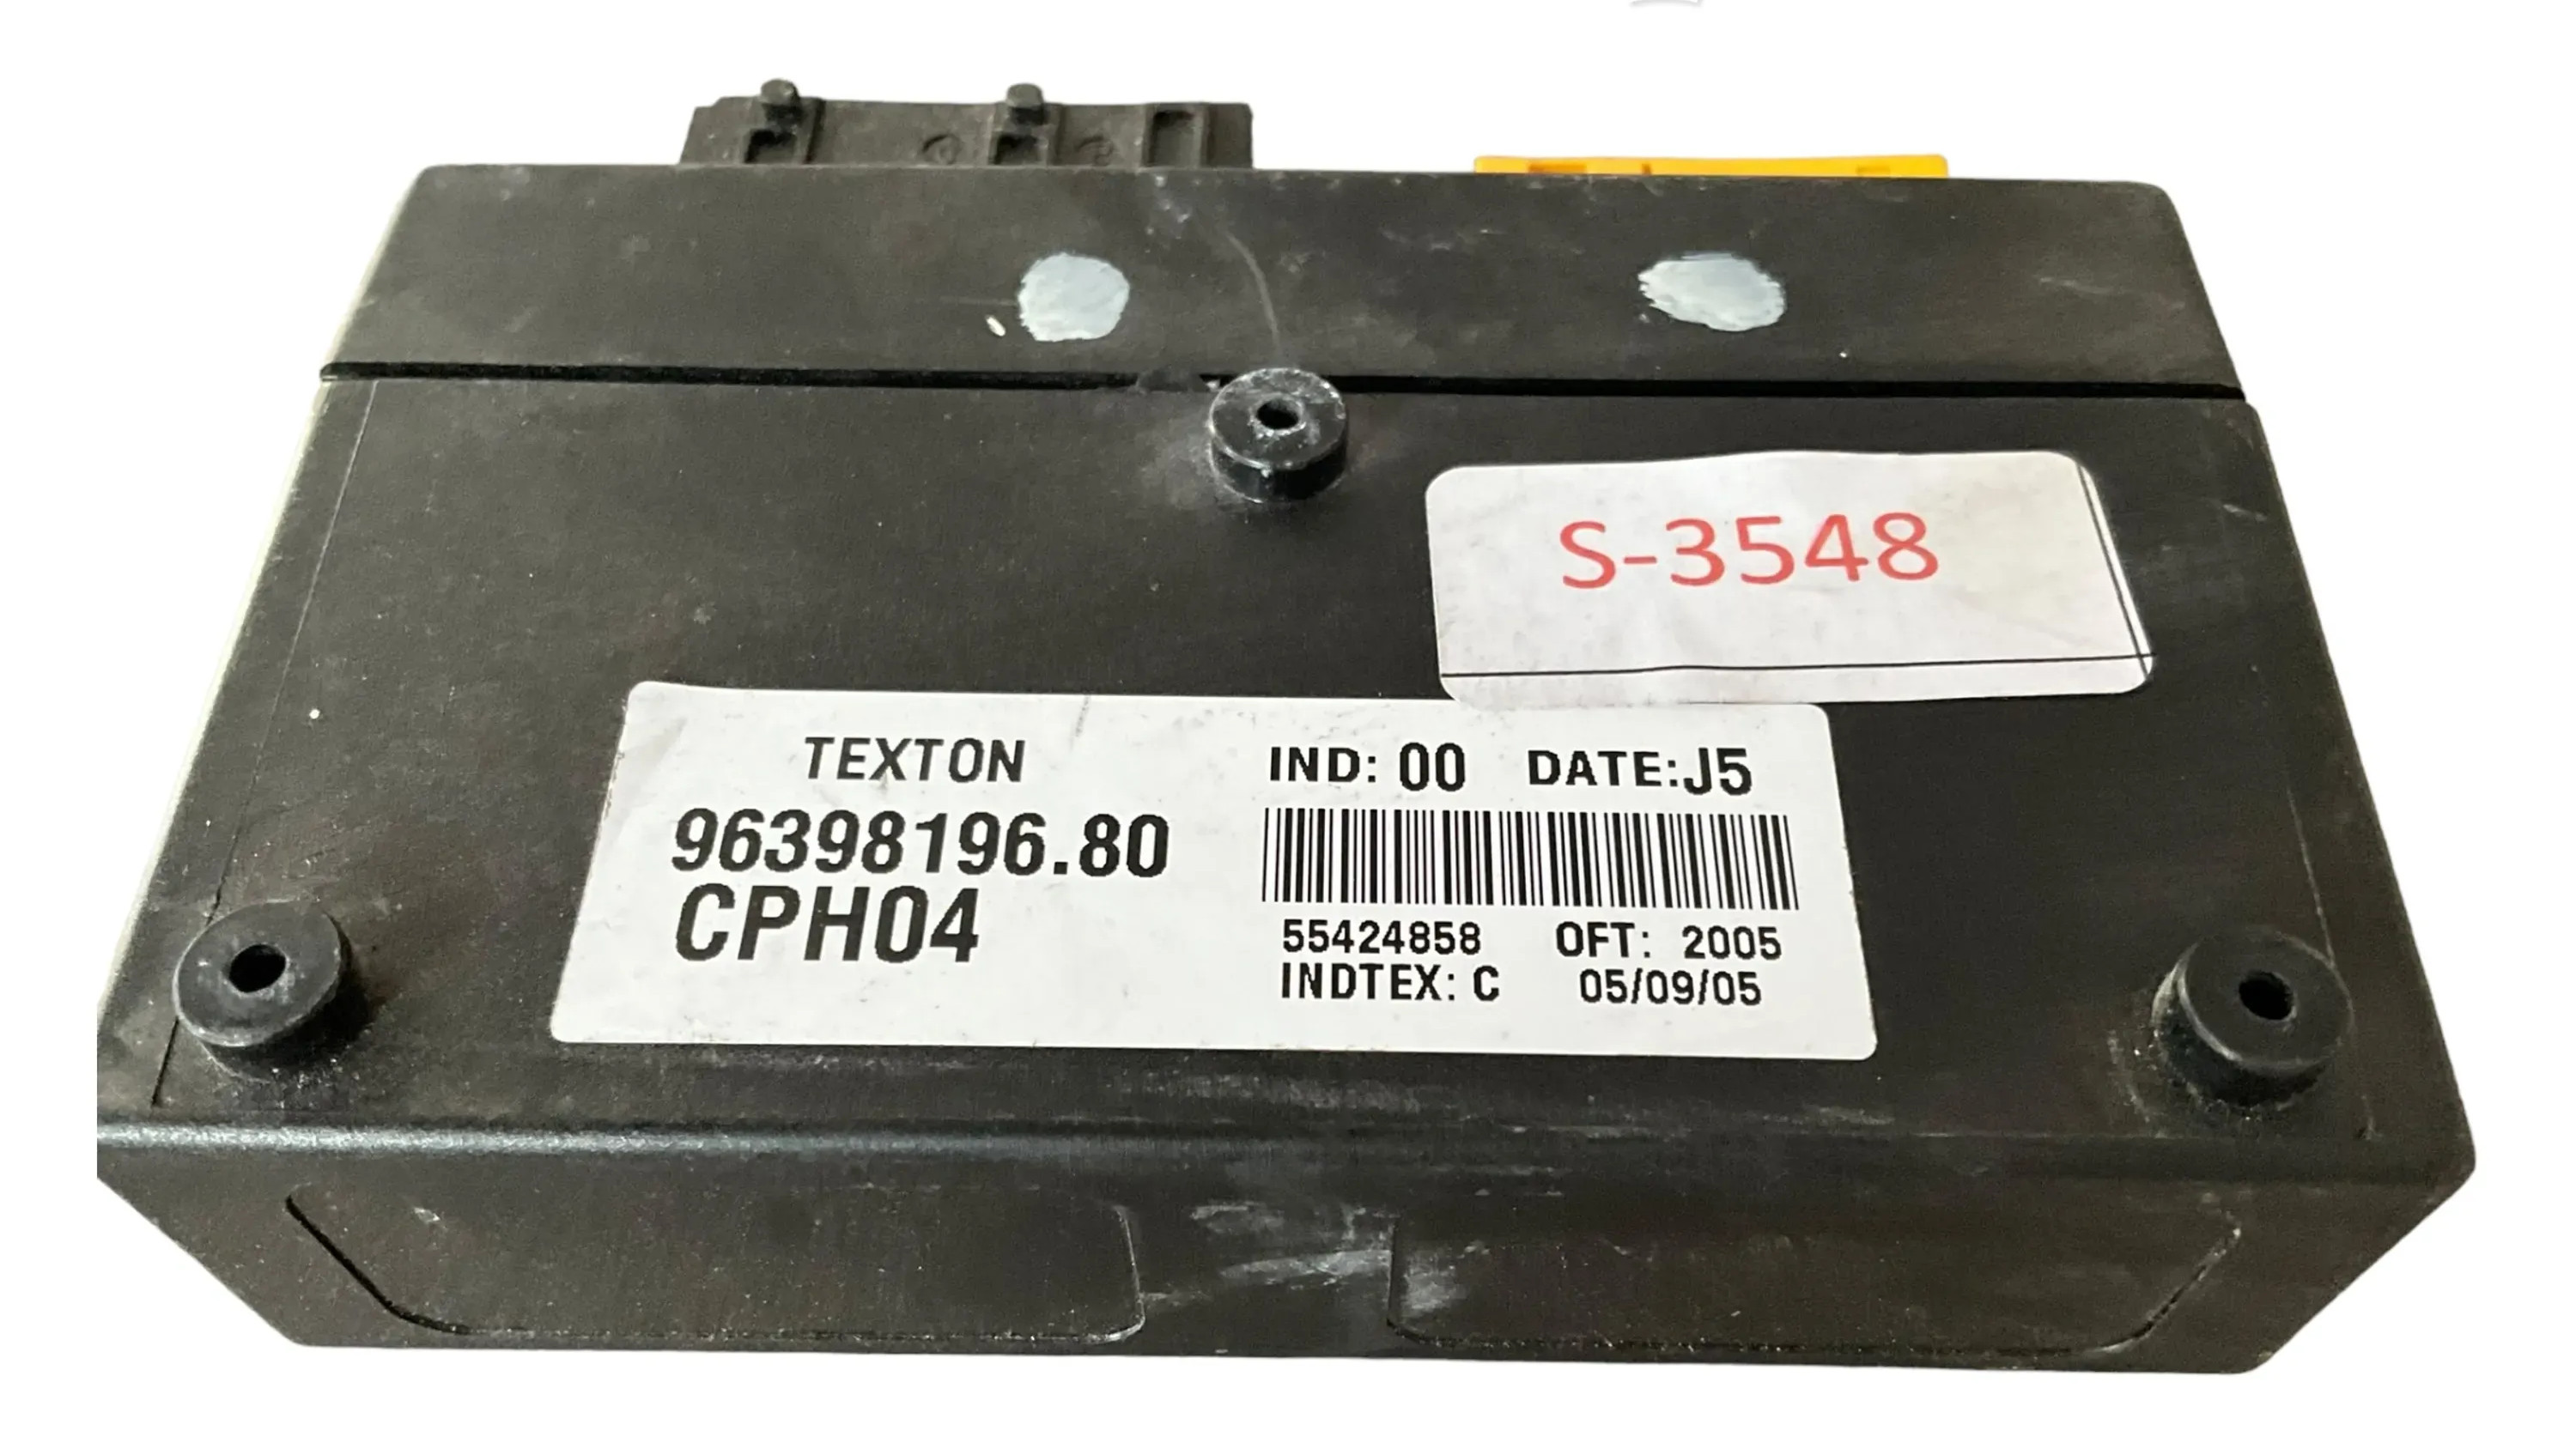 S-3548
TEXTON
IND: 00 DATE:J5
96398196.80
CPH04
55424858 OFT: 2005
INDTEX: C 05/09/05